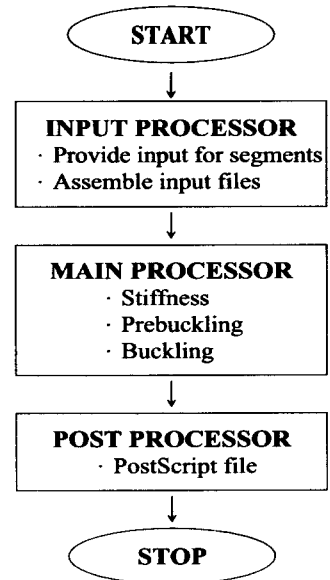 START
INPUT PROCESSOR
· Provide input for segments
· Assemble input files
MAIN PROCESSOR
· Stiffness
· Prebuckling
· Buckling
POST PROCESSOR
· PostScript file
STOP